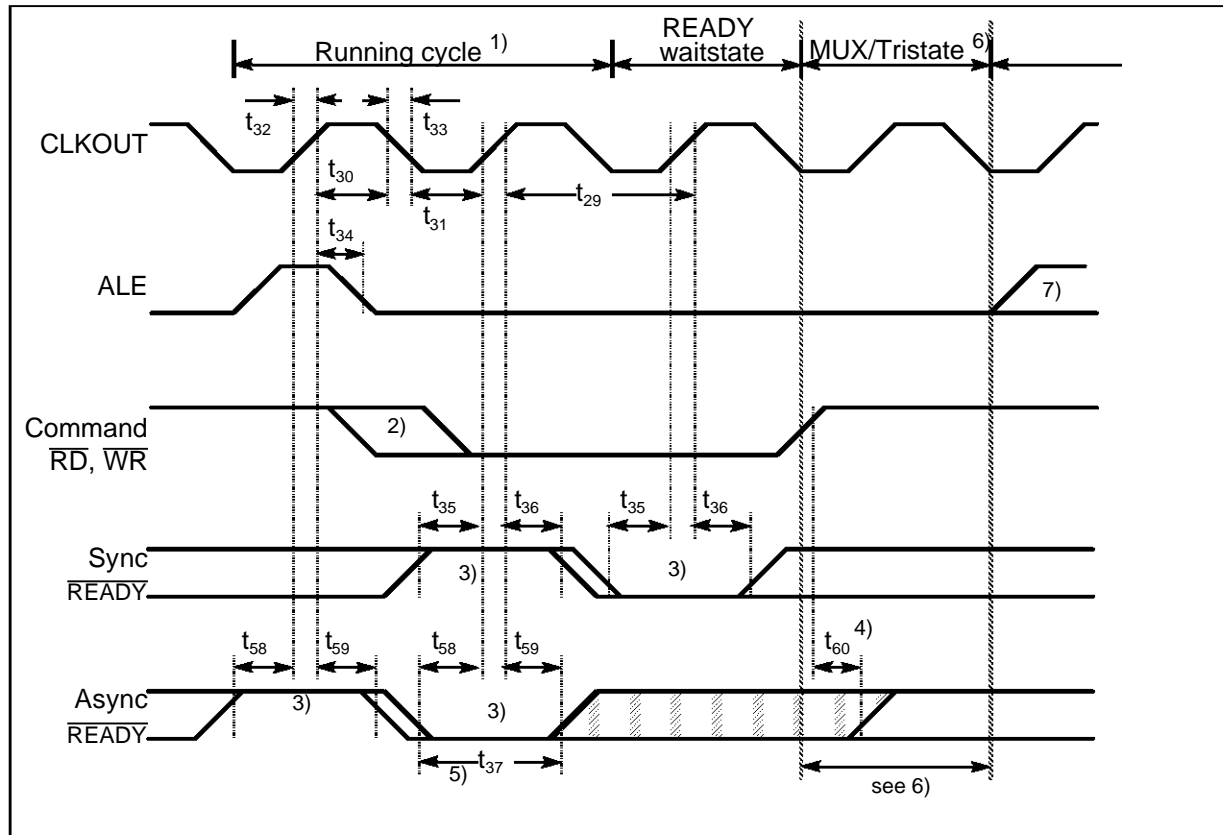 Running cycle 1)
READY
waitstate
MUX/Tristate 6)
t32
t33
CLKOUT
t30
t31
t29
t34
ALE
7)
Command
RD, WR
2)
t35
t36
t35
t36
Sync
READY
3)
3)
t58
t59
t58
t59
t60 4)
Async
READY
3)
3)
5)
t37
see 6)